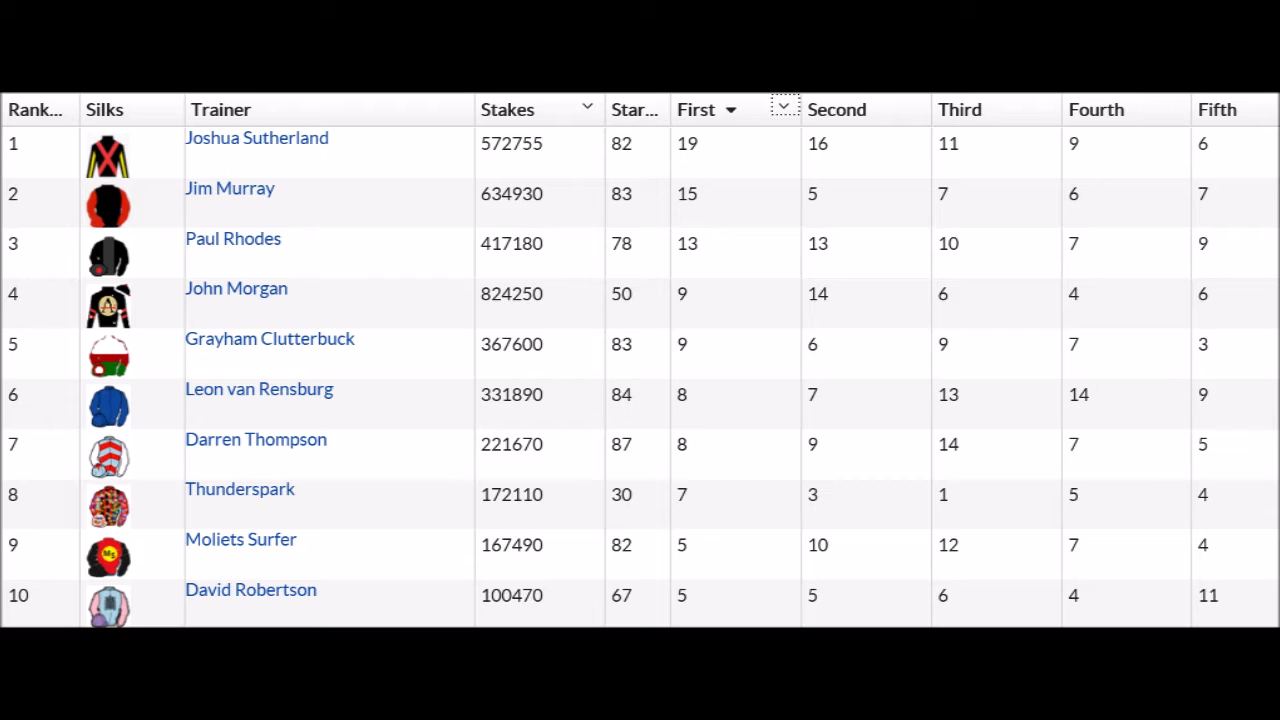 Rank... Silks Trainer Stakes Star... First Second Third Fourth Fifth
1 Joshua Sutherland 572755 82 19 16 11 9 6
2 Jim Murray 634930 83 15 5 7 6 7
3 Paul Rhodes 417180 78 13 13 10 7 9
4 A John Morgan 824250 50 9 14 6 4 6
5 Grayham Clutterbuck 367600 83 9 6 9 7 3
6 Leon van Rensburg 331890 84 8 7 13 14 9
7 Darren Thompson 221670 87 8 9 14 7 5
8 Thunderspark 172110 30 7 3 1 5 4
9 MS Moliets Surfer 167490 82 5 10 12 7 4
10 David Robertson 100470 67 5 5 6 4 11